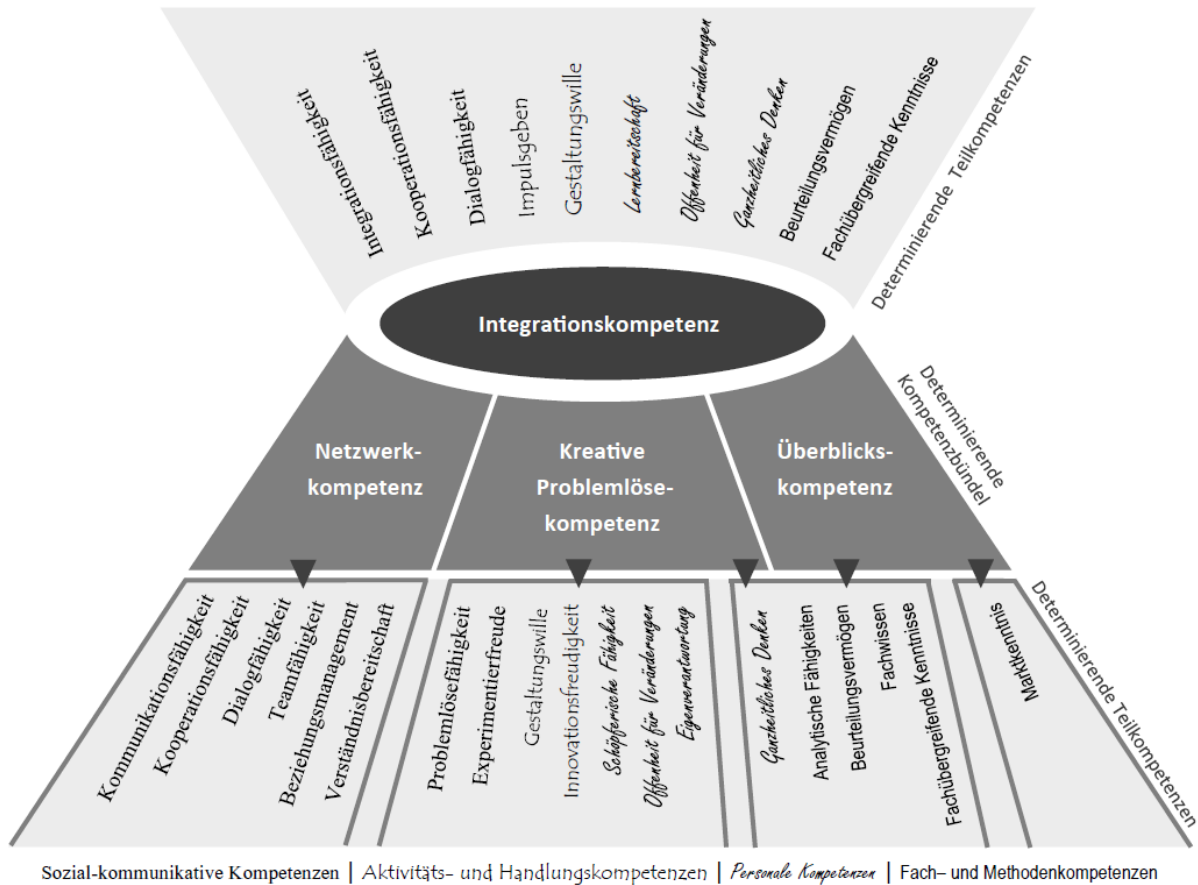 Integrationsfähigkeit
Kooperationsfähigkeit
Dialogfähigkeit
Impulsgeben
Gestaltungswille
Lernbereitschaft
Offenheit für Veränderungen
Ganzheitliches Denken
Beurteilungsvermögen
Fachübergreifende Kenntnisse
Determinierende Teilkompetenzen
Integrationskompetenz
Netzwerk-
kompetenz
Kreative
Problemlöse-
kompetenz
Überblicks-
kompetenz
Determinierende
Kompetenzbündel
Kommunikationsfähigkeit
Kooperationsfähigkeit
Dialogfähigkeit
Teamfähigkeit
Beziehungsmanagement
Verständnisbereitschaft
Problemlösefähigkeit
Experimentierfreude
Gestaltungswille
Innovationsfreudigkeit
Schöpferische Fähigkeit
Offenheit für Veränderungen
Eigenverantwortung
Ganzheitliches Denken
Analytische Fähigkeiten
Beurteilungsvermögen
Fachwissen
Fachübergreifende Kenntnisse
Marktkenntnis
Determinierende Teilkompetenzen
Sozial-kommunikative Kompetenzen | Aktivitäts- und Handlungskompetenzen | Personale Kompetenzen | Fach– und Methodenkompetenzen